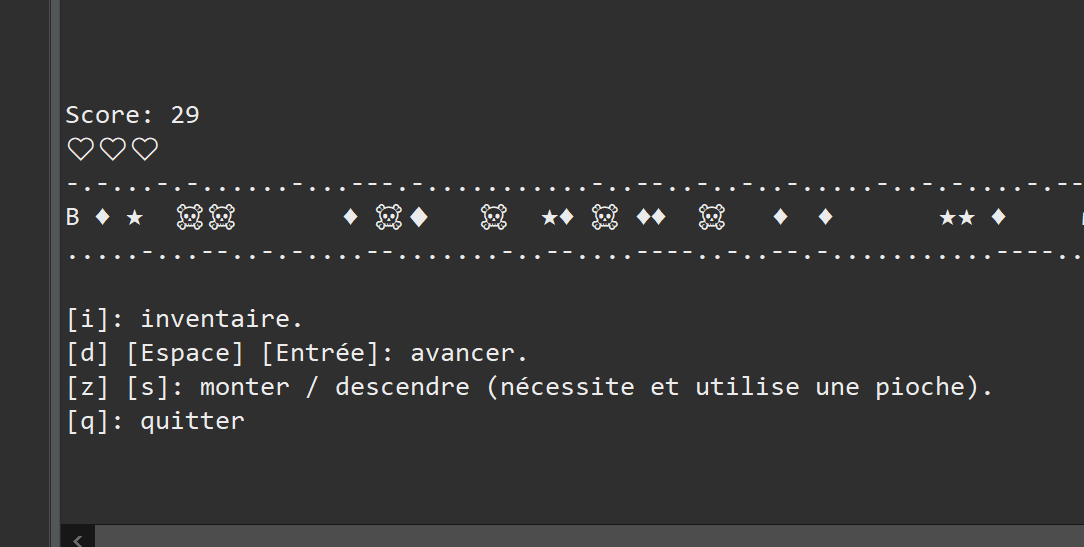 Score: 29
♡♡♡
-.-...-.-......-...---.-...........-..--..-..-..-.....-..-.-....-.--
B ♦ ★  ☠☠       ♦ ☠♦   ☠  ★♦ ☠ ♦♦  ☠   ♦  ♦       ★★ ♦
.....-...--..-.-....--.......-..--....----..-..--.-...........----..
[i]: inventaire.
[d] [Espace] [Entrée]: avancer.
[z] [s]: monter / descendre (nécessite et utilise une pioche).
[q]: quitter